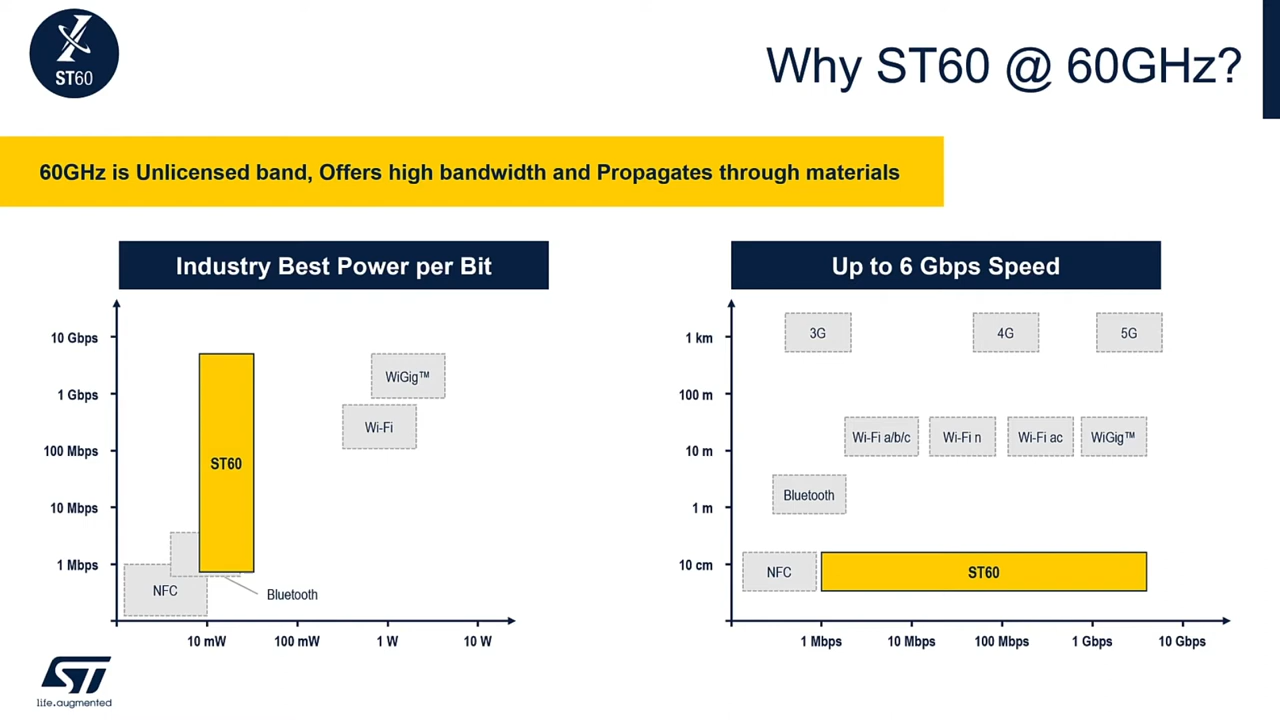 ST60
Why ST60 @ 60GHz?
60GHz is Unlicensed band, Offers high bandwidth and Propagates through materials
Industry Best Power per Bit
10 Gbps
1 Gbps
100 Mbps
10 Mbps
1 Mbps
WiGig™
Wi-Fi
ST60
NFC
Bluetooth
10 mW
100 mW
1 W
10 W
Up to 6 Gbps Speed
1 km
100 m
10 m
1 m
10 cm
3G
4G
5G
Wi-Fi a/b/c
Wi-Fi n
Wi-Fi ac
WiGig™
Bluetooth
NFC
ST60
1 Mbps
10 Mbps
100 Mbps
1 Gbps
10 Gbps
ST
life.augmented